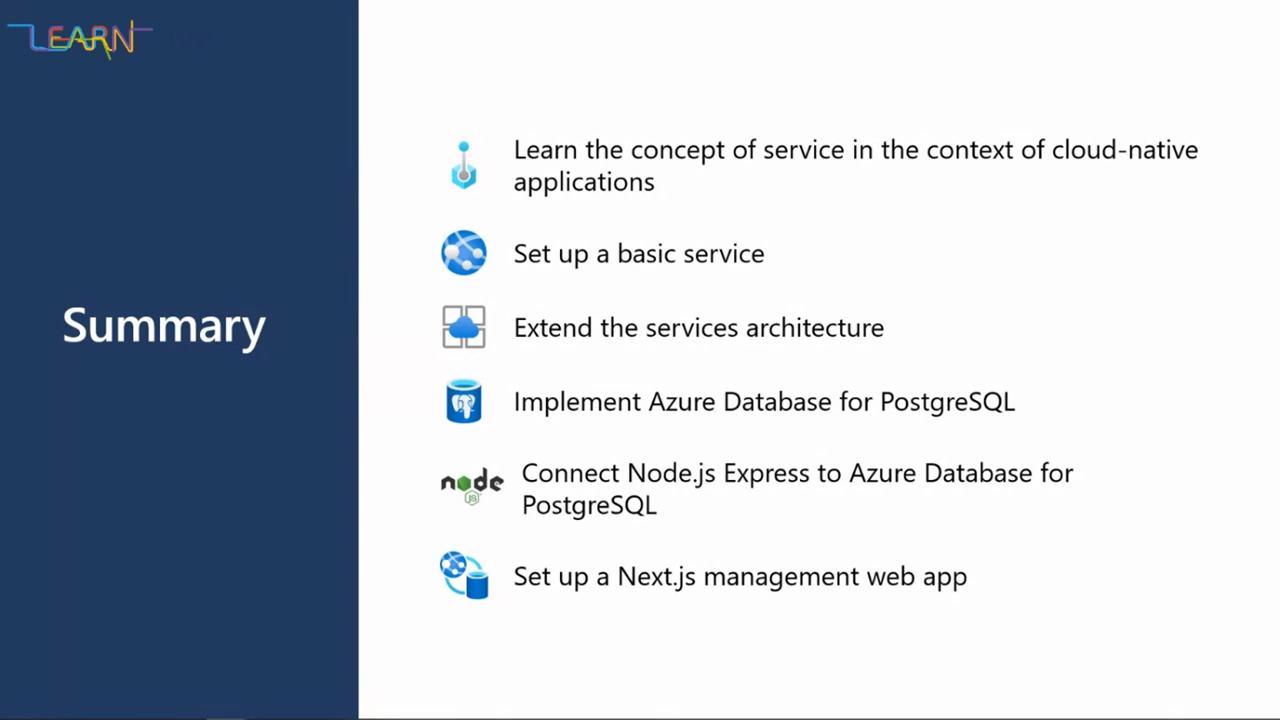 LEARN
Summary
Learn the concept of service in the context of cloud-native
applications
Set up a basic service
Extend the services architecture
Implement Azure Database for PostgreSQL
node
JS
Connect Node.js Express to Azure Database for
PostgreSQL
Set up a Next.js management web app